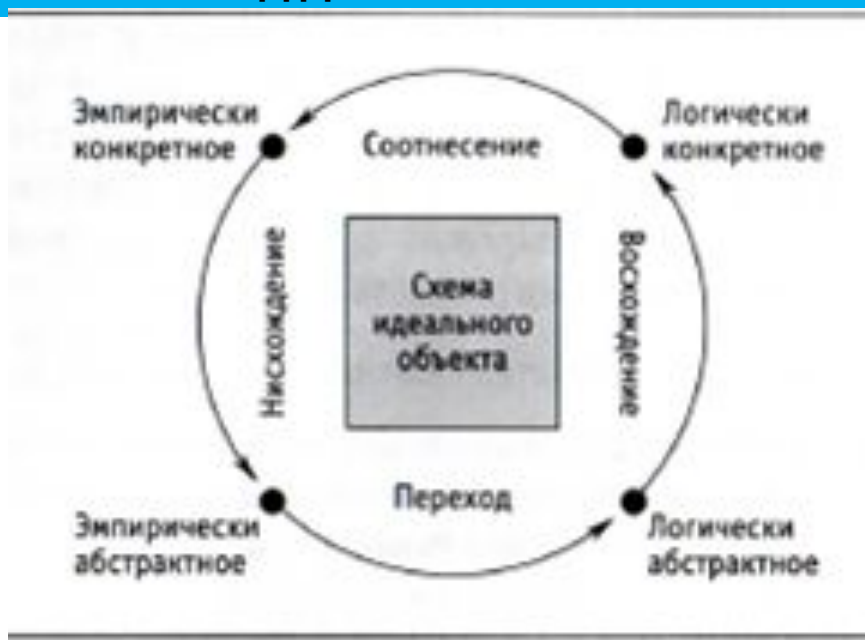 Эмпирически
конкретное
Логически
конкретное
Соотнесение
Нисхождение
Схема
идеального
объекта
Восхождение
Переход
Эмпирически
абстрактное
Логически
абстрактное